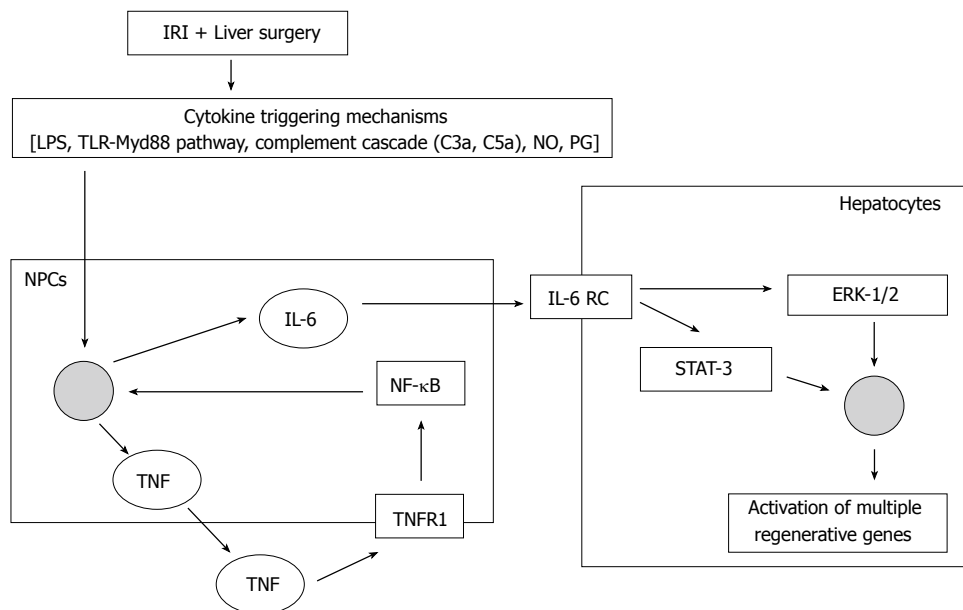 IRI + Liver surgery
Cytokine triggering mechanisms
[LPS, TLR-Myd88 pathway, complement cascade (C3a, C5a), NO, PG]
Hepatocytes
NPCs
IL-6
IL-6 RC
ERK-1/2
STAT-3
NF-κB
TNF
TNFR1
Activation of multiple
regenerative genes
TNF